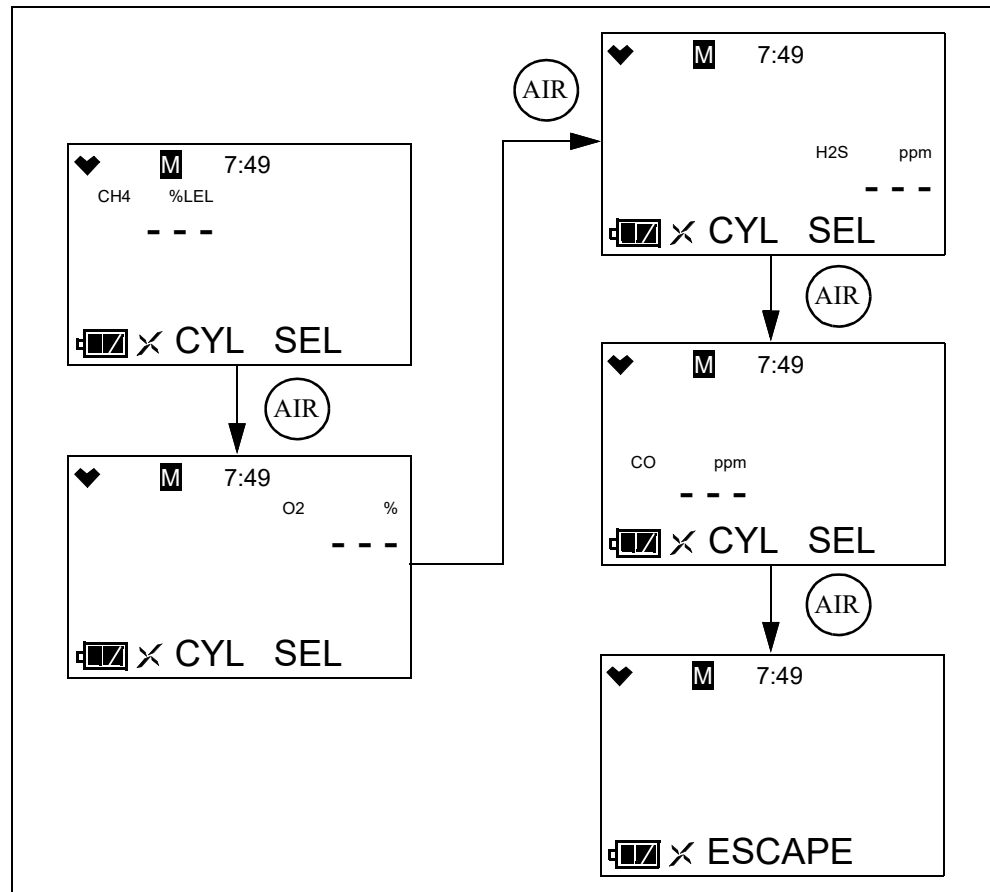 M 7:49
CH4 %LEL
- - -
CYL SEL
AIR
M 7:49
O2 %
- - -
CYL SEL
AIR
M 7:49
H2S ppm
- - -
CYL SEL
AIR
M 7:49
CO ppm
- - -
CYL SEL
AIR
M 7:49
ESCAPE